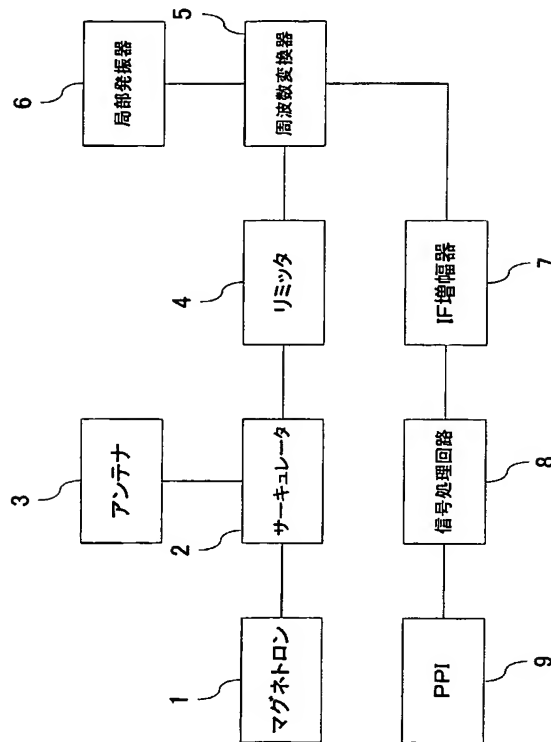 1
マグネトロン
2
サーキュレータ
3
アンテナ
4
リミッタ
5
周波数変換器
6
局部発振器
7
IF増幅器
8
信号処理回路
9
PPI